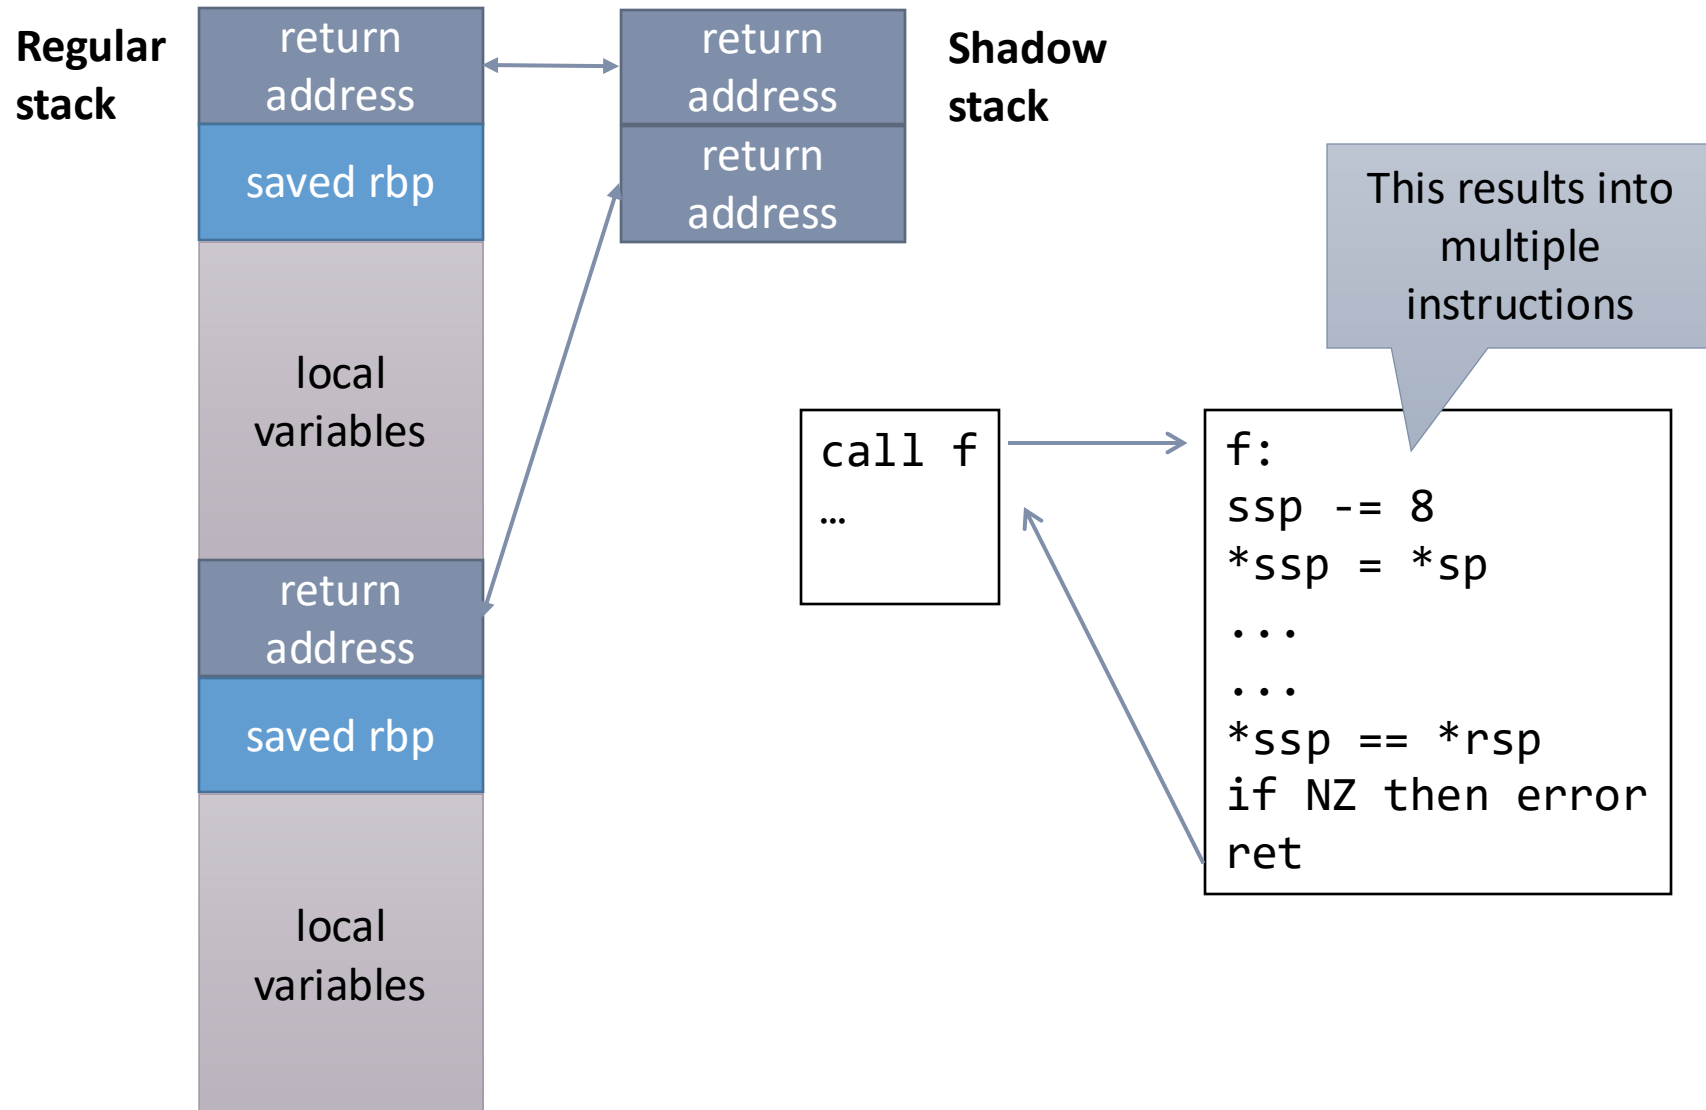 Regular
stack
return
address
saved rbp
local
variables
return
address
saved rbp
local
variables
return
address
return
address
Shadow
stack
This results into
multiple
instructions
call f
…
f:
ssp -= 8
*ssp = *sp
...
...
*ssp == *rsp
if NZ then error
ret